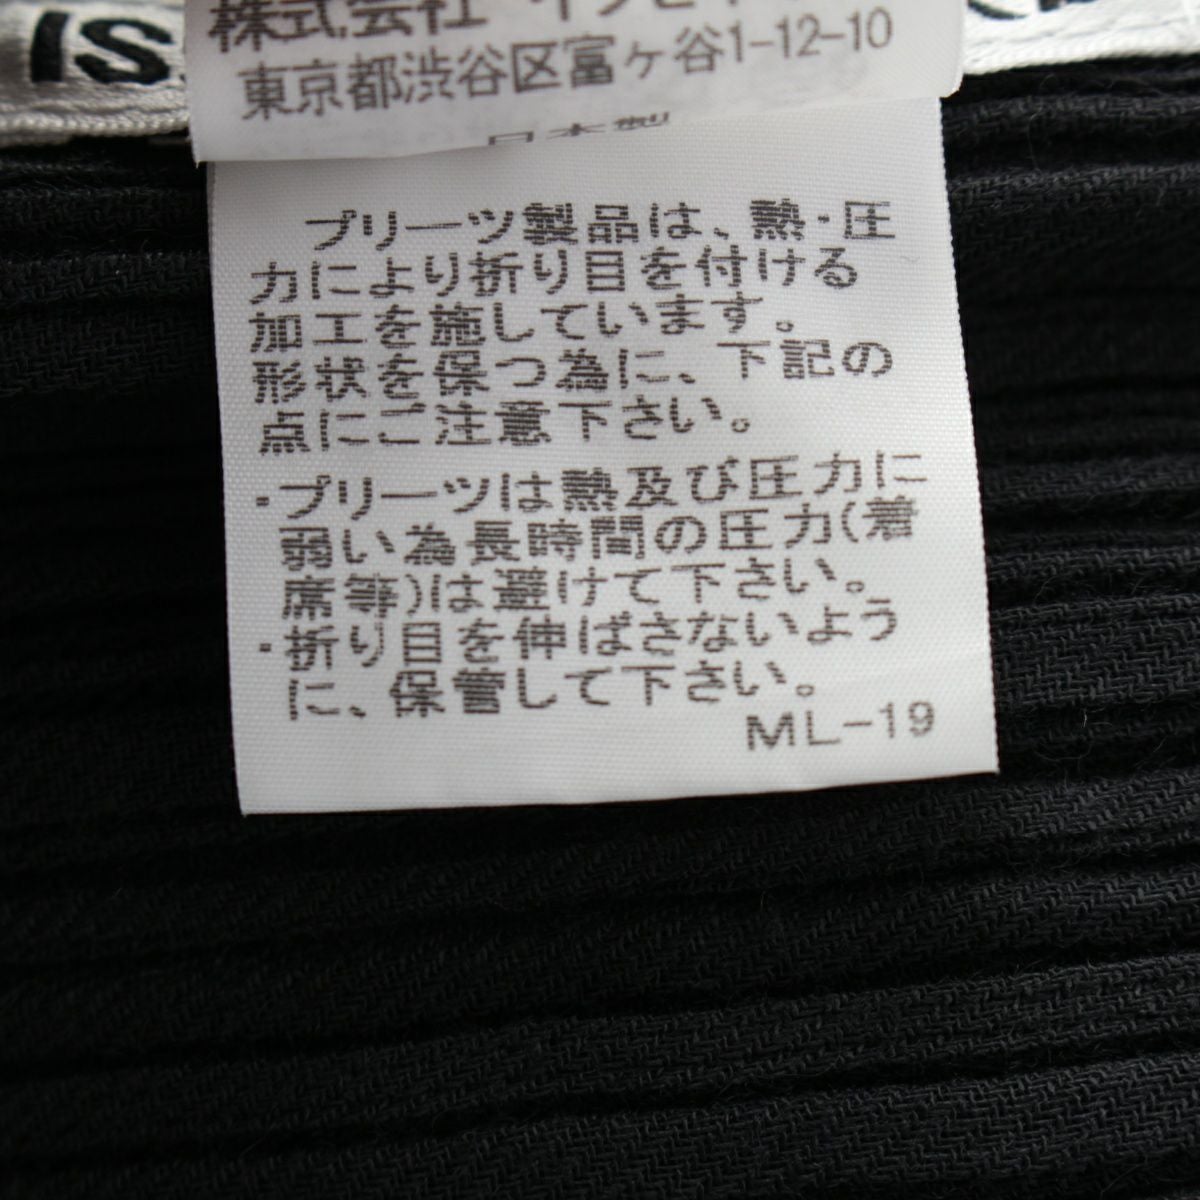 IS
株式会社
東京都渋谷区富ヶ谷1-12-10
日本製
プリーツ製品は、熱・圧
力により折り目を付ける
加工を施しています。
形状を保つ為に、下記の
点にご注意下さい。
・プリーツは熱及び圧力に
弱い為長時間の圧力(着
席等)は避けて下さい。
・折り目を伸ばさないよう
に、保管して下さい。
ML-19